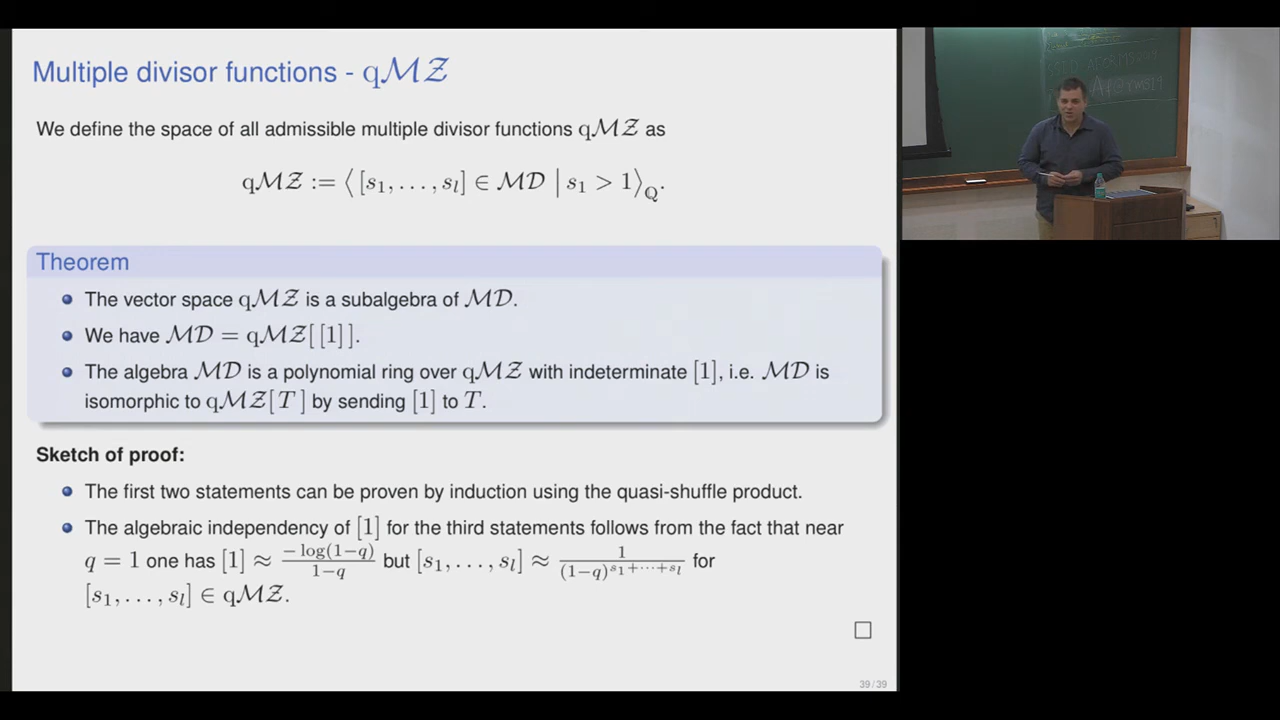 Multiple divisor functions - q𝓜𝓩
We define the space of all admissible multiple divisor functions q𝓜𝓩 as
q𝓜𝓩 := ⟨ [s₁, . . . , sₗ] ∈ 𝓜𝓓 | s₁ > 1 ⟩_ℚ.
Theorem
The vector space q𝓜𝓩 is a subalgebra of 𝓜𝓓.
We have 𝓜𝓓 = q𝓜𝓩[ [1] ].
The algebra 𝓜𝓓 is a polynomial ring over q𝓜𝓩 with indeterminate [1], i.e. 𝓜𝓓 is
isomorphic to q𝓜𝓩[ T ] by sending [1] to T.
Sketch of proof:
The first two statements can be proven by induction using the quasi-shuffle product.
The algebraic independency of [1] for the third statements follows from the fact that near
q = 1 one has [1] ≈ \frac{-log(1-q)}{1-q} but [s₁, . . . , sₗ] ≈ \frac{1}{(1-q)^{s_1+···+s_l}} for
[s₁, . . . , sₗ] ∈ q𝓜𝓩.
39 / 39